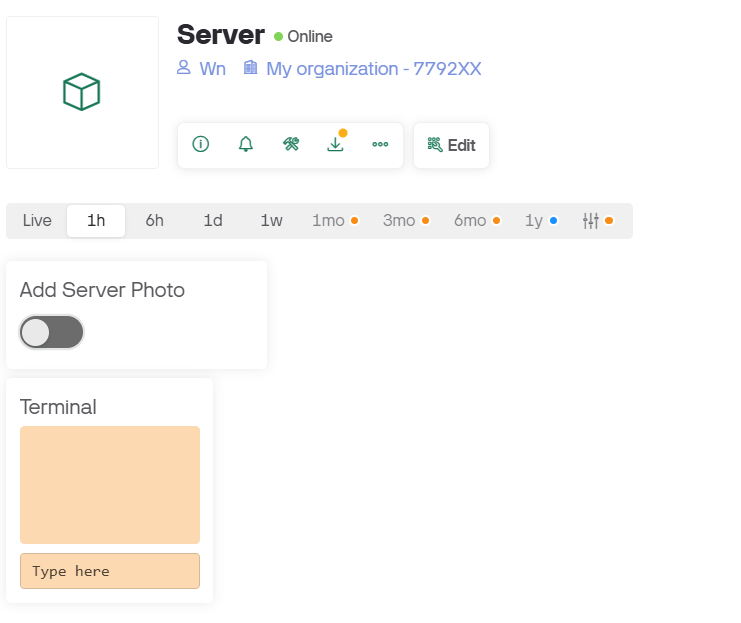 Server Online
Wn My organization - 7792XX
Edit
Live 1h 6h 1d 1w 1mo 3mo 6mo 1y
Add Server Photo
Terminal
Type here